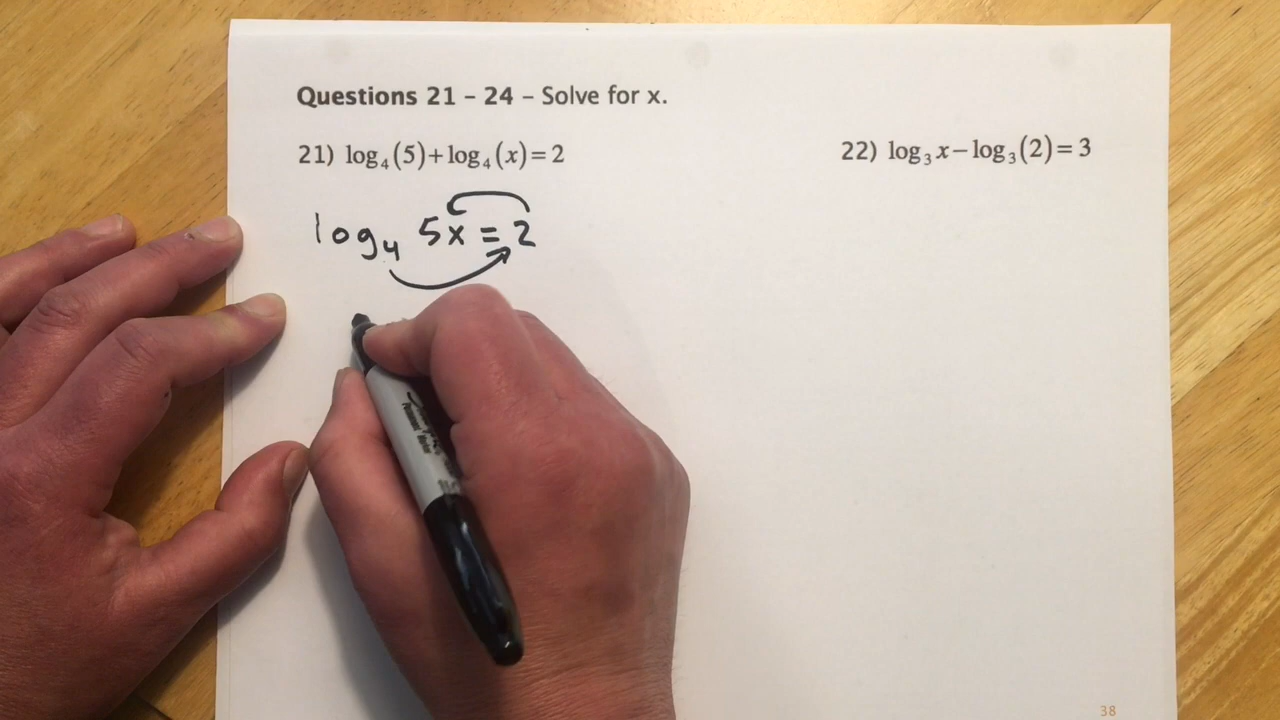 Questions 21 – 24 – Solve for x.
21) log₄(5)+log₄(x)=2
22) log₃x−log₃(2)=3
log₄ 5x = 2
38